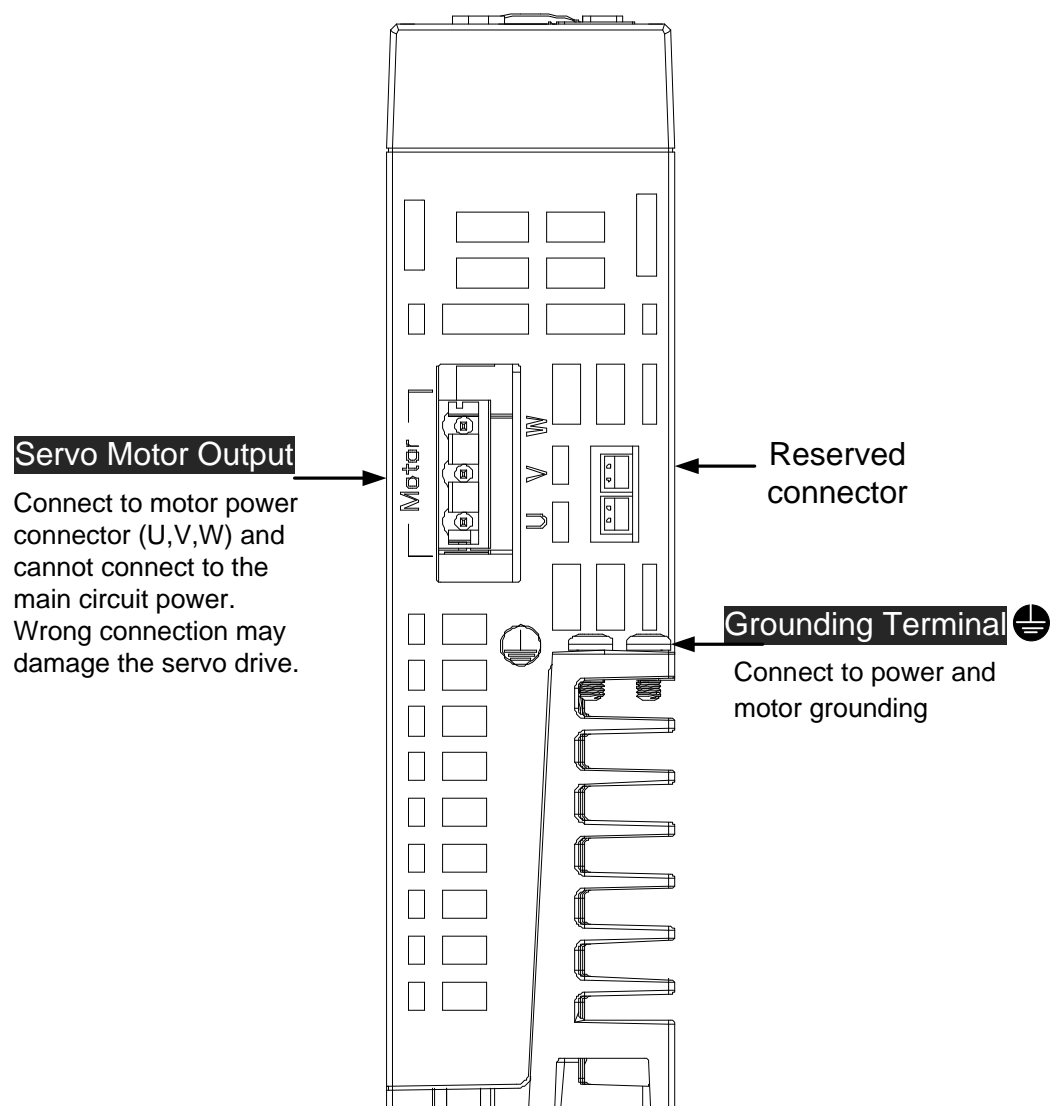 Servo Motor Output
Connect to motor power
connector (U,V,W) and
cannot connect to the
main circuit power.
Wrong connection may
damage the servo drive.
Motor
W
V
U
Reserved
connector
Grounding Terminal
Connect to power and
motor grounding